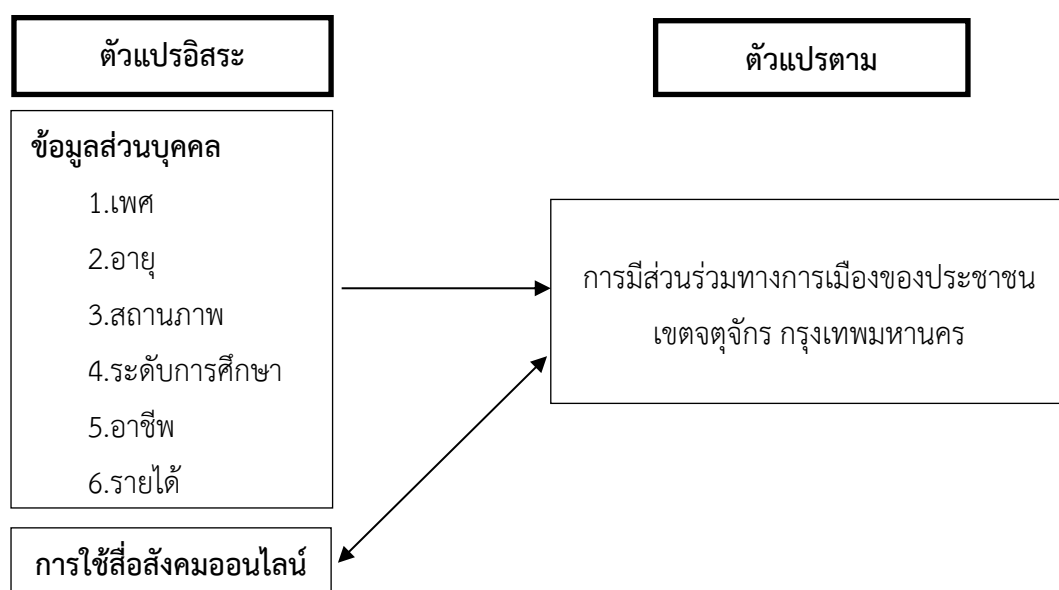 ตัวแปรอิสระ
ตัวแปรตาม
ข้อมูลส่วนบุคคล
1.เพศ
2.อายุ
3.สถานภาพ
4.ระดับการศึกษา
5.อาชีพ
6.รายได้
การมีส่วนร่วมทางการเมืองของประชาชน
เขตจตุจักร กรุงเทพมหานคร
การใช้สื่อสังคมออนไลน์